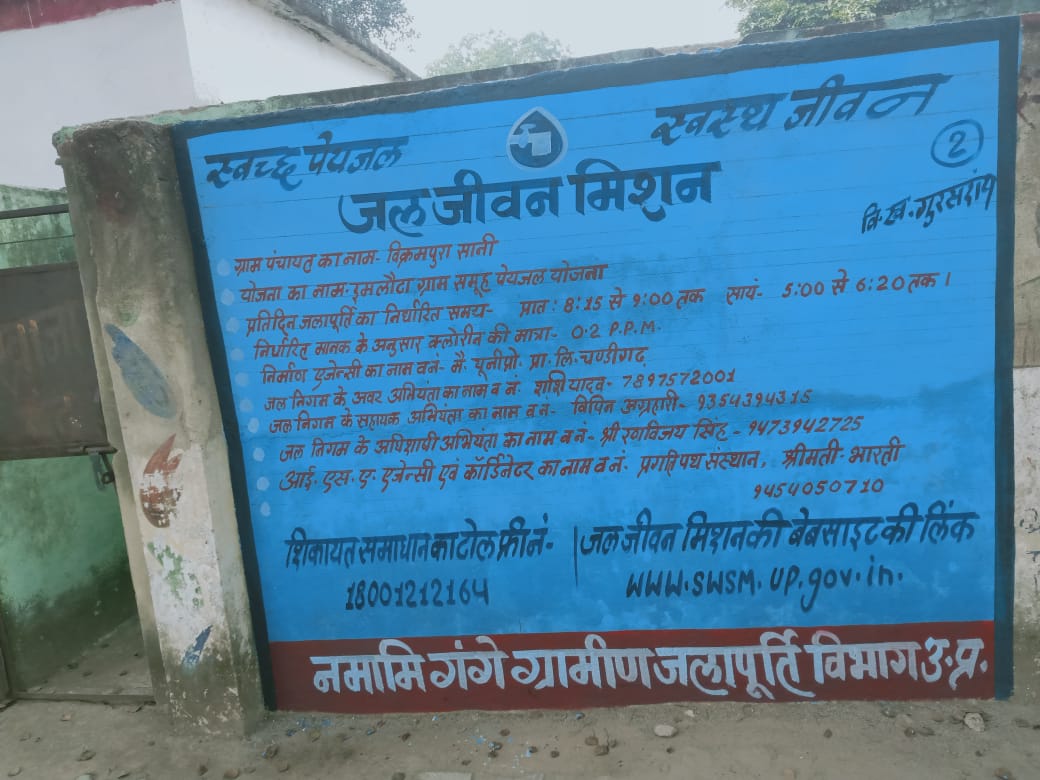 स्वच्छ पेयजल
स्वस्थ जीवन
2
जल जीवन मिशन
वि. ख. गुरसरांय
ग्राम पंचायत का नाम- विक्रमपुरा सानी
योजना का नाम- इमलौटा ग्राम समूह पेयजल योजना
प्रतिदिन जलापूर्ति का निर्धारित समय- प्रात: 8:15 से 9:00 तक सायं- 5:00 से 6:20 तक।
निर्धारित मानक के अनुसार क्लोरीन की मात्रा- 0.2 P.P.M.
निर्माण एजेन्सी का नाम व नं- मै. यूनीप्रो. प्रा. लि. चण्डीगढ़
जल निगम के अवर अभियंता का नाम व नं. शशि यादव- 7897572001
जल निगम के सहायक अभियंता का नाम व नं- विपिन अग्रहारी- 9354394315
जल निगम के अधिशाषी अभियंता का नाम व नं- श्री रणविजय सिंह- 9473942725
आई. एस. ए. एजेन्सी एवं कॉर्डिनेटर का नाम व नं. प्रगति पथ संस्थान, श्रीमती- भारती
9454050710
शिकायत समाधान का टोल फ्री नं-
18001212164
जल जीवन मिशन की बेबसाइट की लिंक
www.swsm.up.gov.in.
नमामि गंगे ग्रामीण जलापूर्ति विभाग उ.प्र.